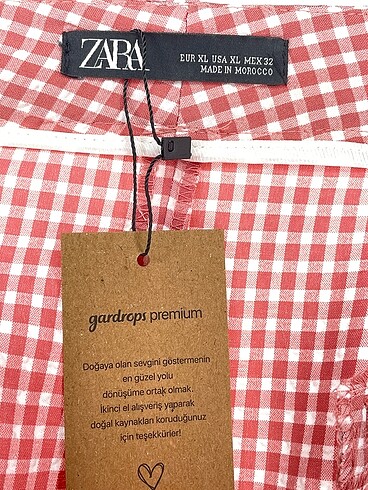 ZARA
EUR XL USA XL MEX 32
MADE IN MOROCCO
gardrops premium
Doğaya olan sevgini göstermenin
en güzel yolu
dönüşüme ortak olmak.
İkinci el alışveriş yaparak
doğal kaynakları koruduğunuz
için teşekkürler!